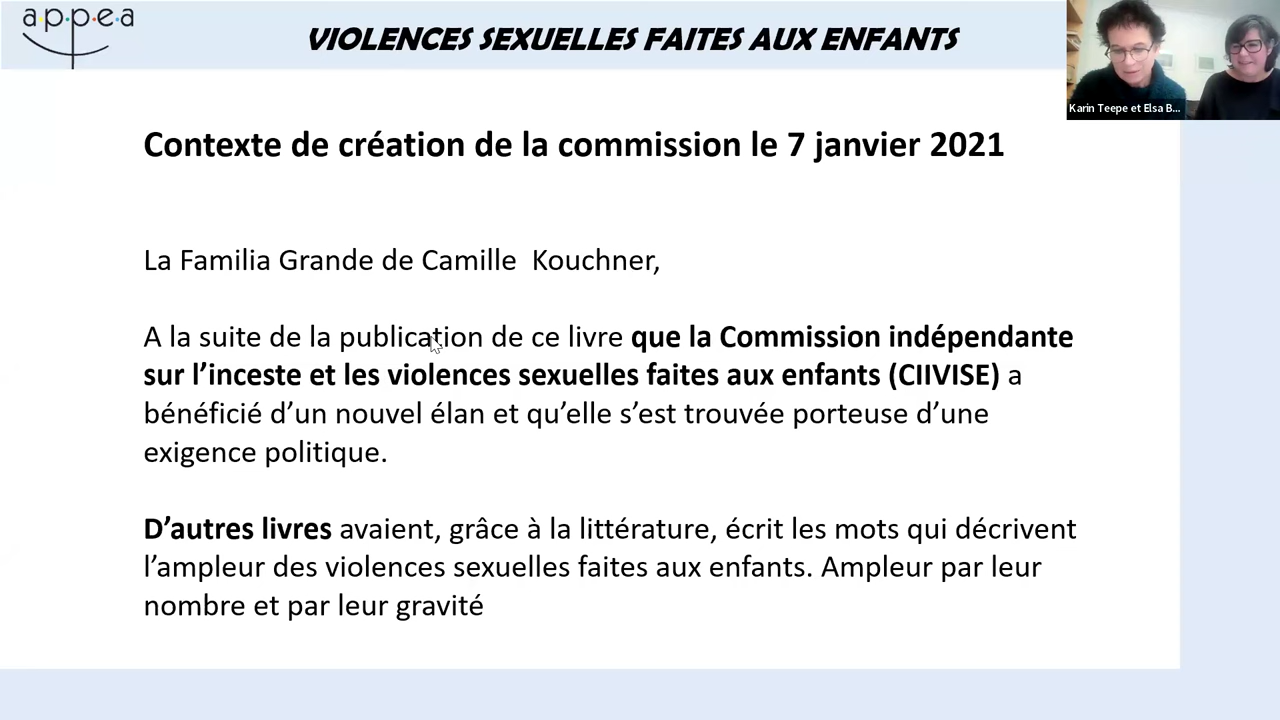 a·p·p·e·a
VIOLENCES SEXUELLES FAITES AUX ENFANTS
Karin Teepe et Elsa B...
Contexte de création de la commission le 7 janvier 2021
La Familia Grande de Camille  Kouchner,
A la suite de la publication de ce livre que la Commission indépendante
sur l’inceste et les violences sexuelles faites aux enfants (CIIVISE) a
bénéficié d’un nouvel élan et qu’elle s’est trouvée porteuse d’une
exigence politique.
D’autres livres avaient, grâce à la littérature, écrit les mots qui décrivent
l’ampleur des violences sexuelles faites aux enfants. Ampleur par leur
nombre et par leur gravité